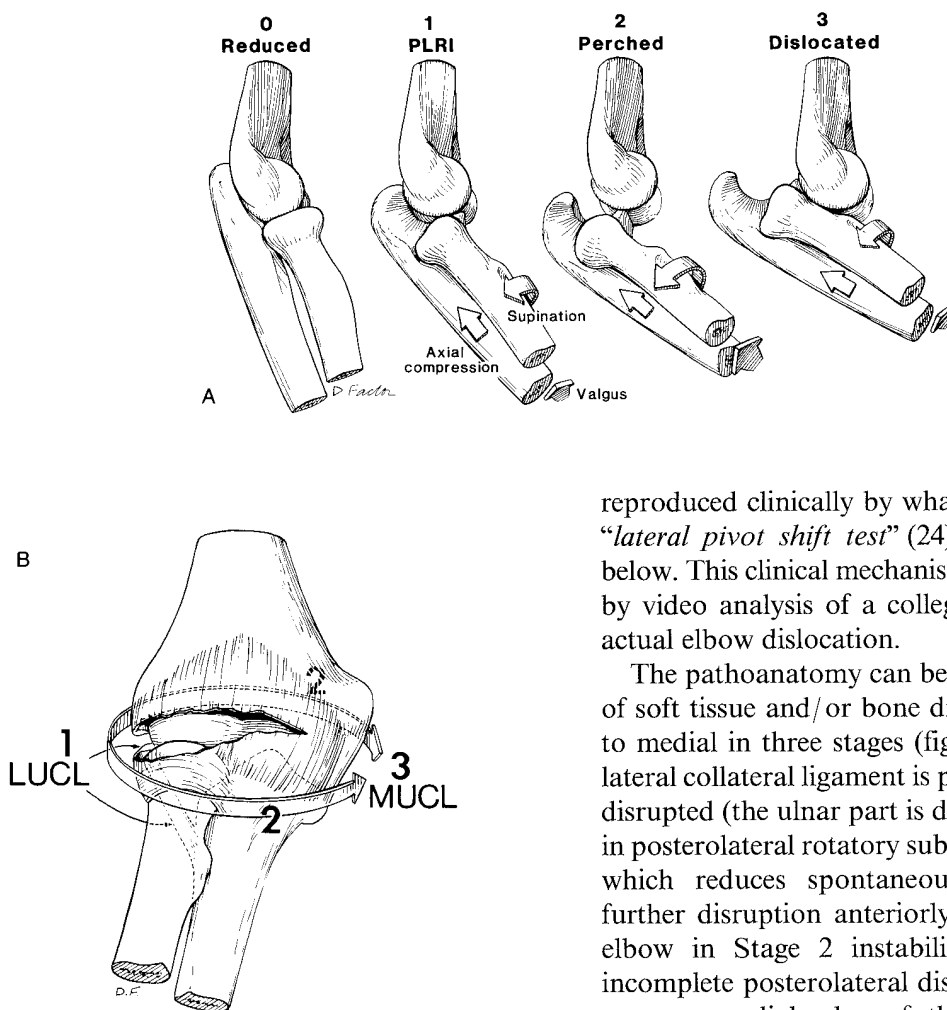 0
Reduced
1
PLRI
2
Perched
3
Dislocated
Supination
Axial
compression
Valgus
A
D Factor
B
1
LUCL
2
3
MUCL
2
D.F.
reproduced clinically by wha
“lateral pivot shift test” (24)
below. This clinical mechanis
by video analysis of a colleg
actual elbow dislocation.
The pathoanatomy can be
of soft tissue and/or bone di
to medial in three stages (fig
lateral collateral ligament is p
disrupted (the ulnar part is d
in posterolateral rotatory sub
which reduces spontaneou
further disruption anteriorly
elbow in Stage 2 instabili
incomplete posterolateral dis